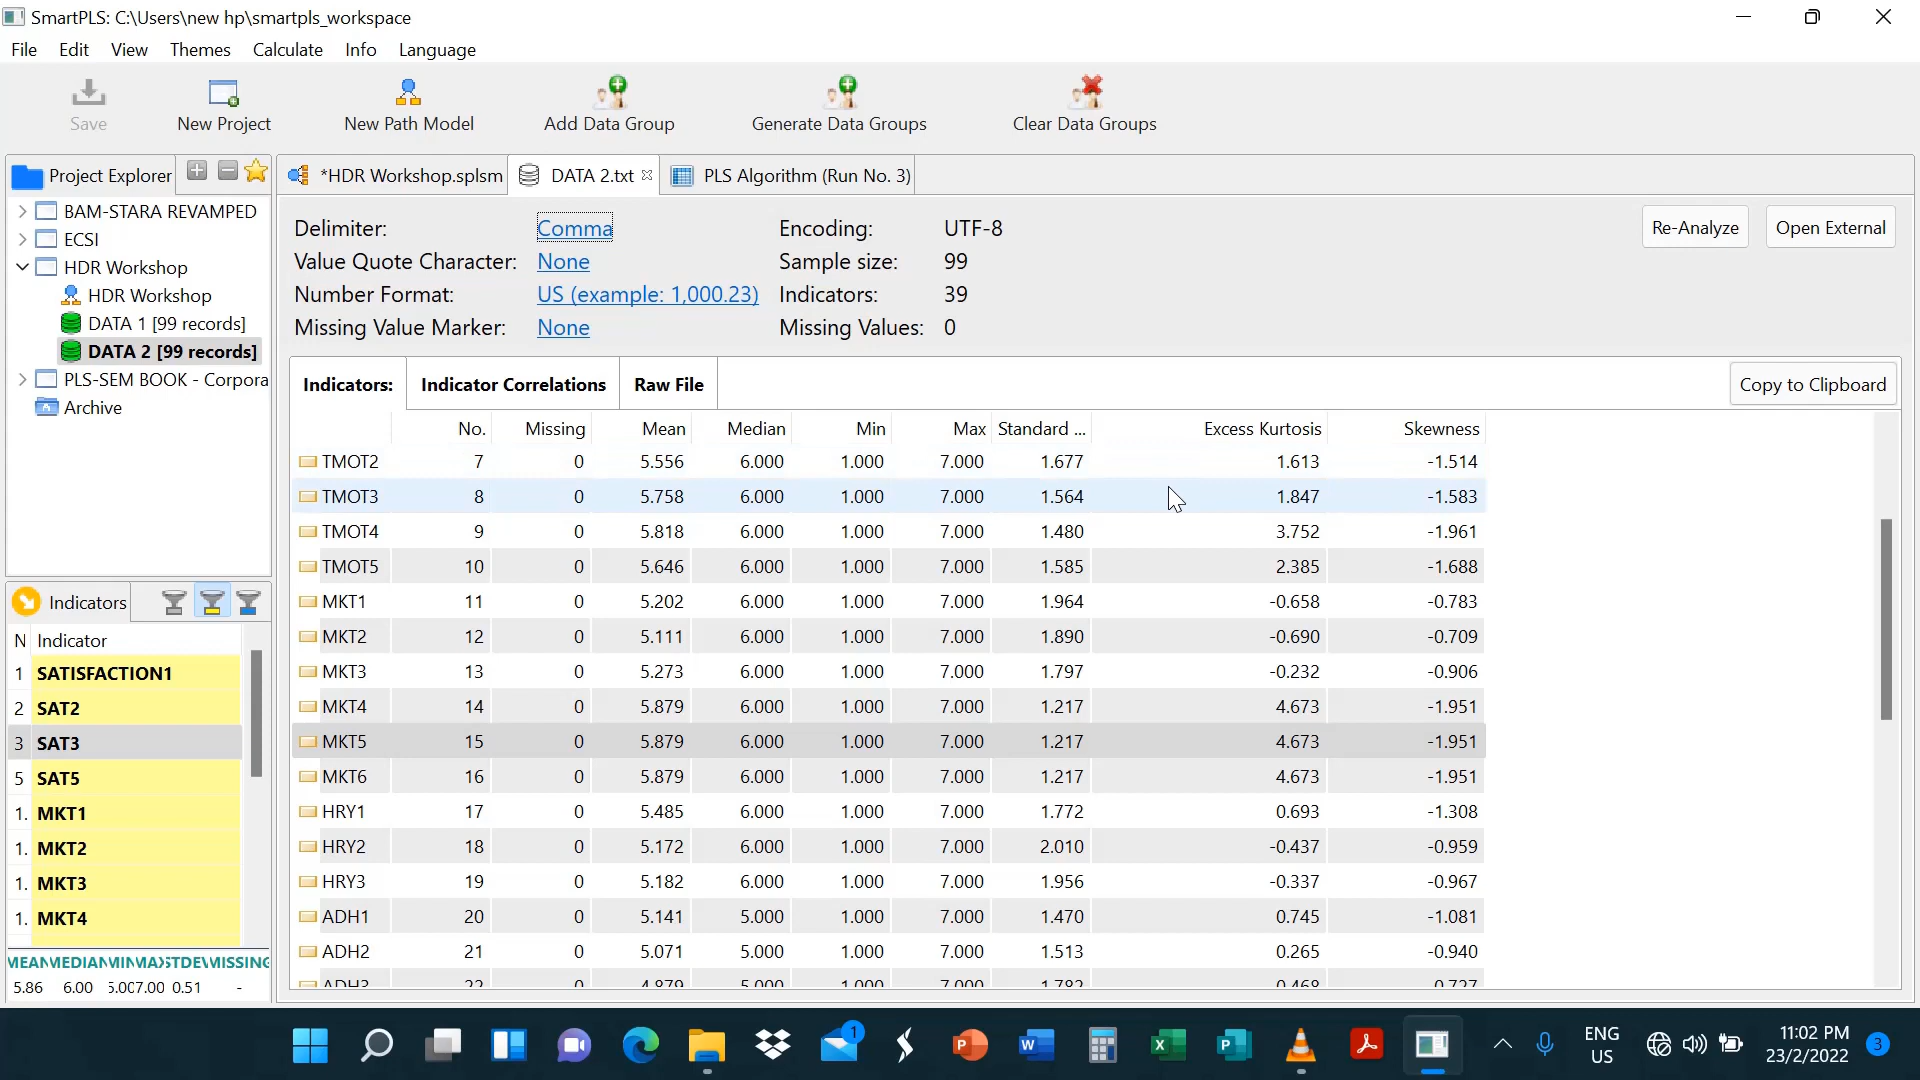 SmartPLS: C:\Users\new hp\smartpls_workspace
File Edit View Themes Calculate Info Language
Save New Project New Path Model Add Data Group Generate Data Groups Clear Data Groups
Project Explorer
BAM-STARA REVAMPED
ECSI
HDR Workshop
HDR Workshop
DATA 1 [99 records]
DATA 2 [99 records]
PLS-SEM BOOK - Corpora
Archive
*HDR Workshop.splsm DATA 2.txt PLS Algorithm (Run No. 3)
Delimiter: Comma Encoding: UTF-8 Re-Analyze Open External
Value Quote Character: None Sample size: 99
Number Format: US (example: 1,000.23) Indicators: 39
Missing Value Marker: None Missing Values: 0
Indicators: Indicator Correlations Raw File Copy to Clipboard
No. Missing Mean Median Min Max Standard ... Excess Kurtosis Skewness
TMOT2 7 0 5.556 6.000 1.000 7.000 1.677 1.613 -1.514
TMOT3 8 0 5.758 6.000 1.000 7.000 1.564 1.847 -1.583
TMOT4 9 0 5.818 6.000 1.000 7.000 1.480 3.752 -1.961
TMOT5 10 0 5.646 6.000 1.000 7.000 1.585 2.385 -1.688
MKT1 11 0 5.202 6.000 1.000 7.000 1.964 -0.658 -0.783
MKT2 12 0 5.111 6.000 1.000 7.000 1.890 -0.690 -0.709
MKT3 13 0 5.273 6.000 1.000 7.000 1.797 -0.232 -0.906
MKT4 14 0 5.879 6.000 1.000 7.000 1.217 4.673 -1.951
MKT5 15 0 5.879 6.000 1.000 7.000 1.217 4.673 -1.951
MKT6 16 0 5.879 6.000 1.000 7.000 1.217 4.673 -1.951
HRY1 17 0 5.485 6.000 1.000 7.000 1.772 0.693 -1.308
HRY2 18 0 5.172 6.000 1.000 7.000 2.010 -0.437 -0.959
HRY3 19 0 5.182 6.000 1.000 7.000 1.956 -0.337 -0.967
ADH1 20 0 5.141 5.000 1.000 7.000 1.470 0.745 -1.081
ADH2 21 0 5.071 5.000 1.000 7.000 1.513 0.265 -0.940
Indicators
N Indicator
1 SATISFACTION1
2 SAT2
3 SAT3
5 SAT5
1. MKT1
1. MKT2
1. MKT3
1. MKT4
5.86 6.00 5.00 7.00 0.51 -
1
ENG
US
11:02 PM
23/2/2022
3